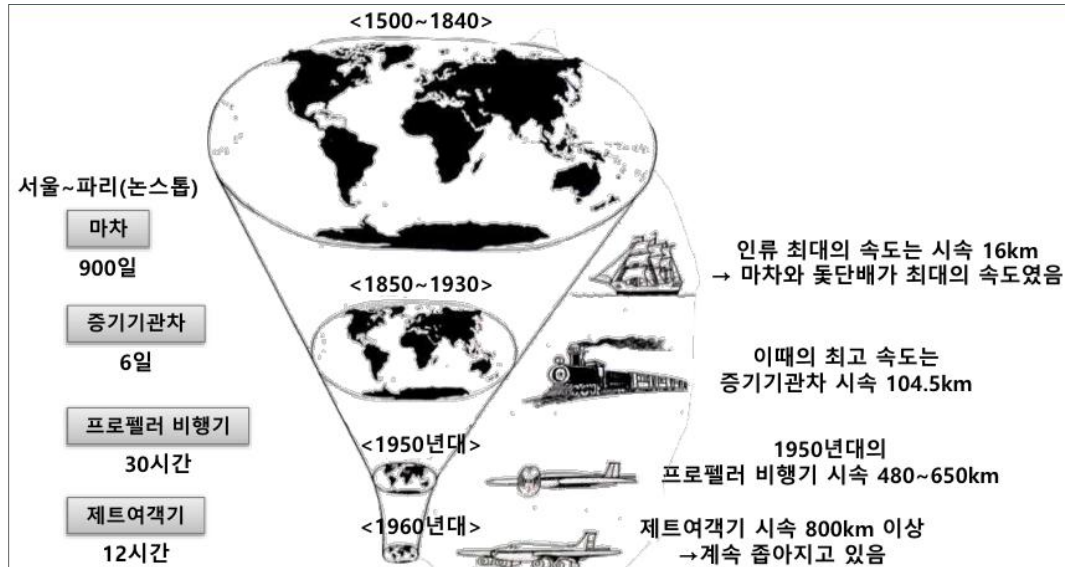 <1500~1840>
서울~파리(논스톱)
마차
900일
인류 최대의 속도는 시속 16km
→ 마차와 돛단배가 최대의 속도였음
<1850~1930>
증기기관차
6일
이때의 최고 속도는
증기기관차 시속 104.5km
프로펠러 비행기
30시간
<1950년대>
1950년대의
프로펠러 비행기 시속 480~650km
제트여객기
12시간
<1960년대>
제트여객기 시속 800km 이상
→계속 좁아지고 있음